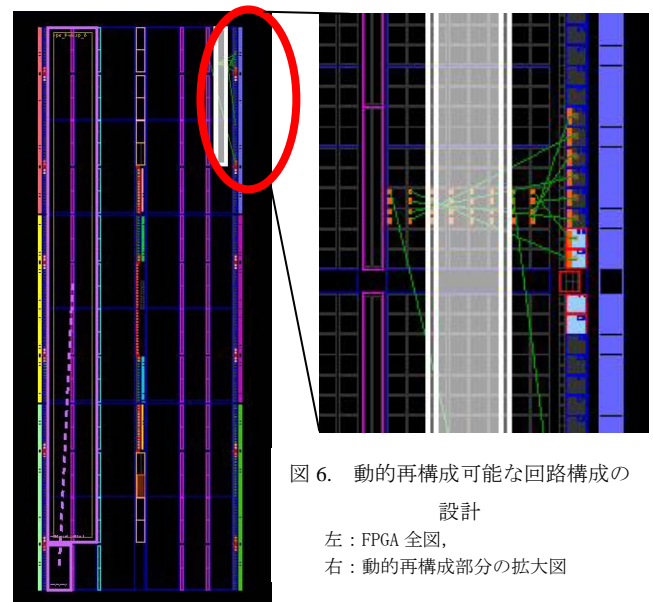 図 6. 動的再構成可能な回路構成の
設計
左：FPGA 全図,
右：動的再構成部分の拡大図